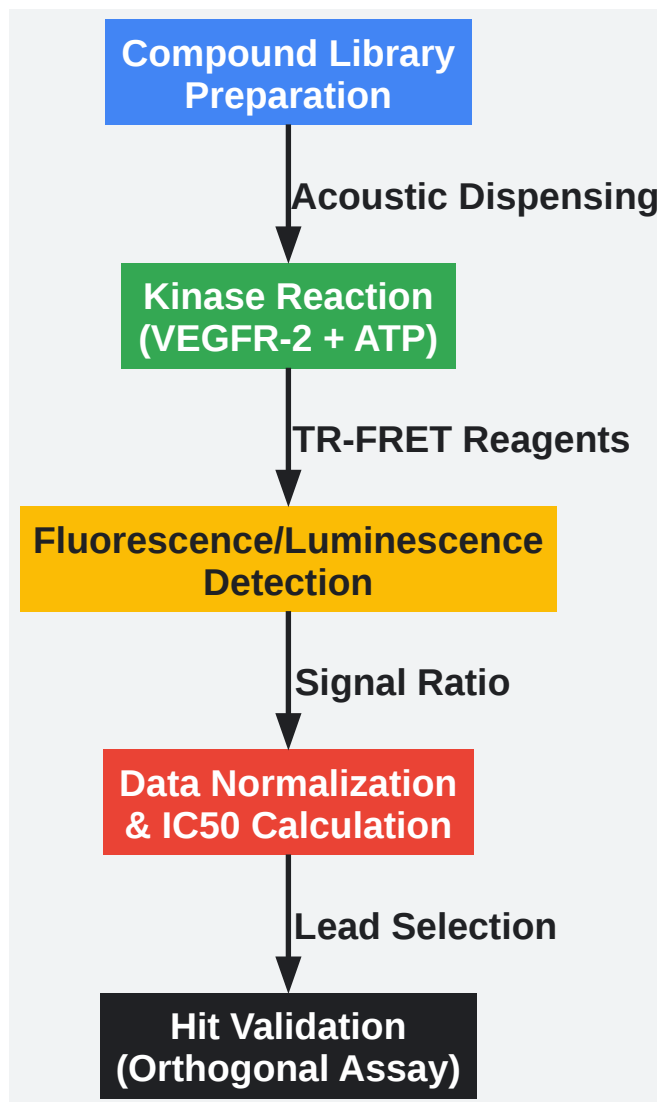 Compound Library
Preparation
Acoustic Dispensing
Kinase Reaction
(VEGFR-2 + ATP)
TR-FRET Reagents
Fluorescence/Luminescence
Detection
Signal Ratio
Data Normalization
& IC50 Calculation
Lead Selection
Hit Validation
(Orthogonal Assay)